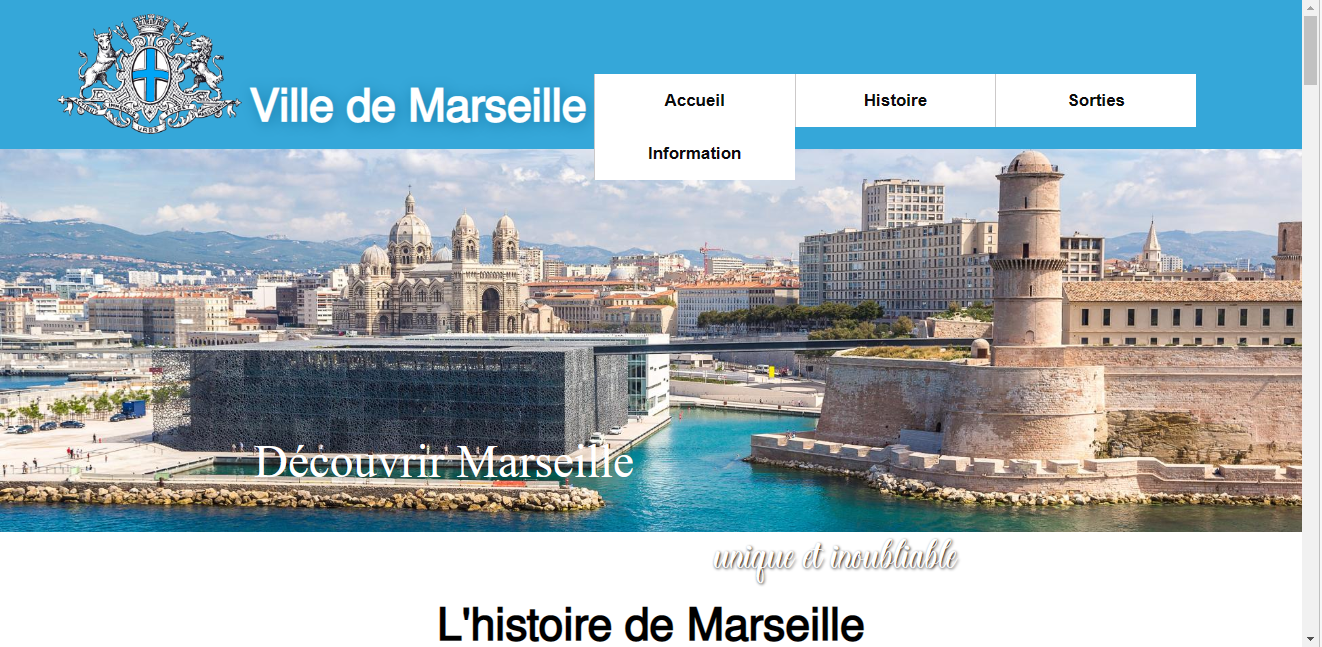 Ville de Marseille
Accueil
Histoire
Sorties
Information
Découvrir Marseille
unique et inoubliable
L'histoire de Marseille